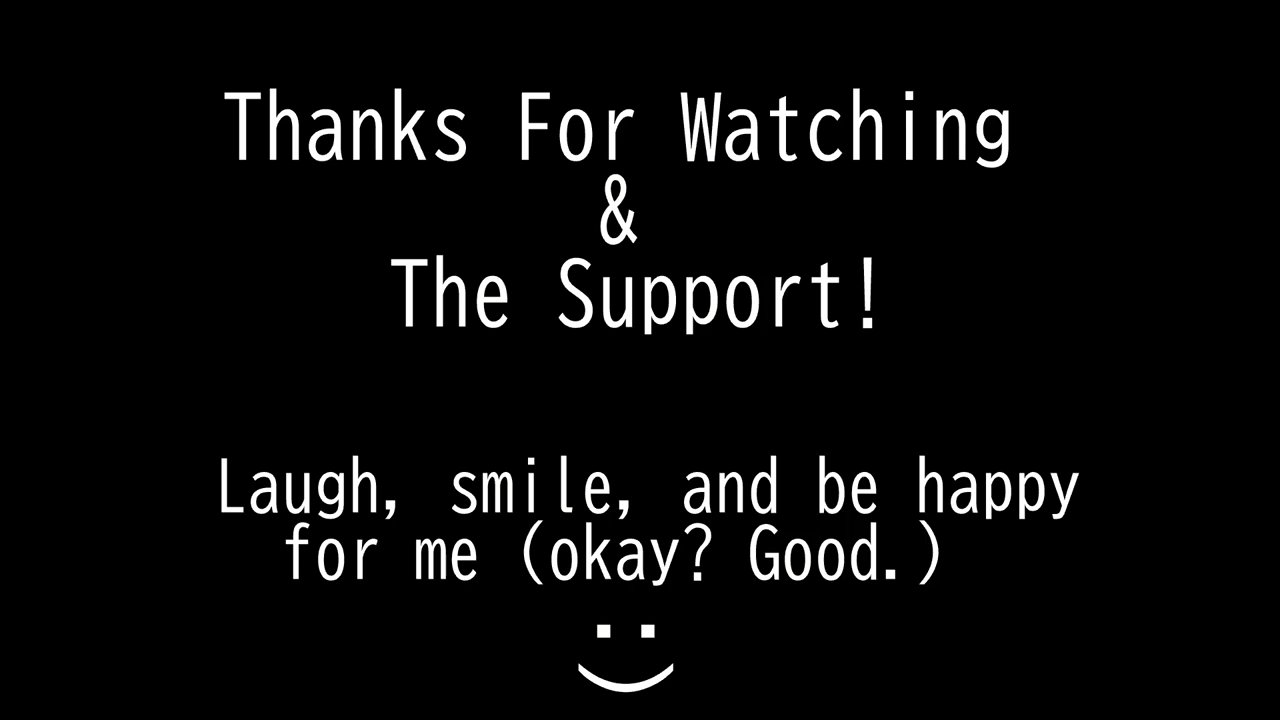 Thanks For Watching
&
The Support!
Laugh, smile, and be happy
for me (okay? Good.)